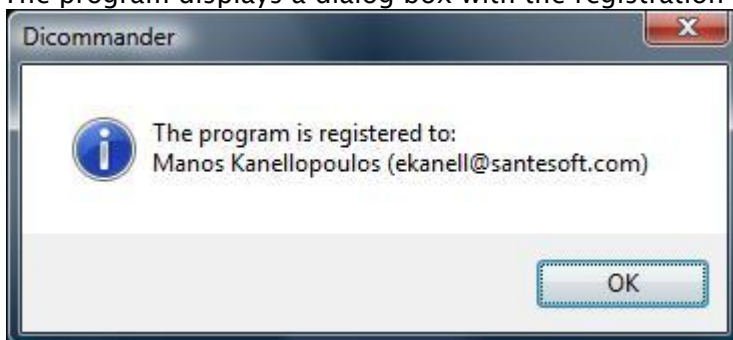 The program displays a dialog box with the registration
Dicommander
The program is registered to:
Manos Kanellopoulos (ekanell@santesoft.com)
OK